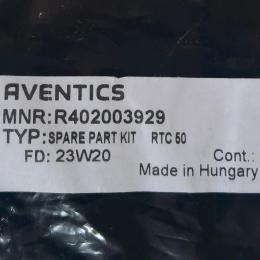 AVENTICS
MNR:R402003929
TYP:SPARE PART KIT RTC 50
FD: 23W20 Cont.:
Made in Hungary